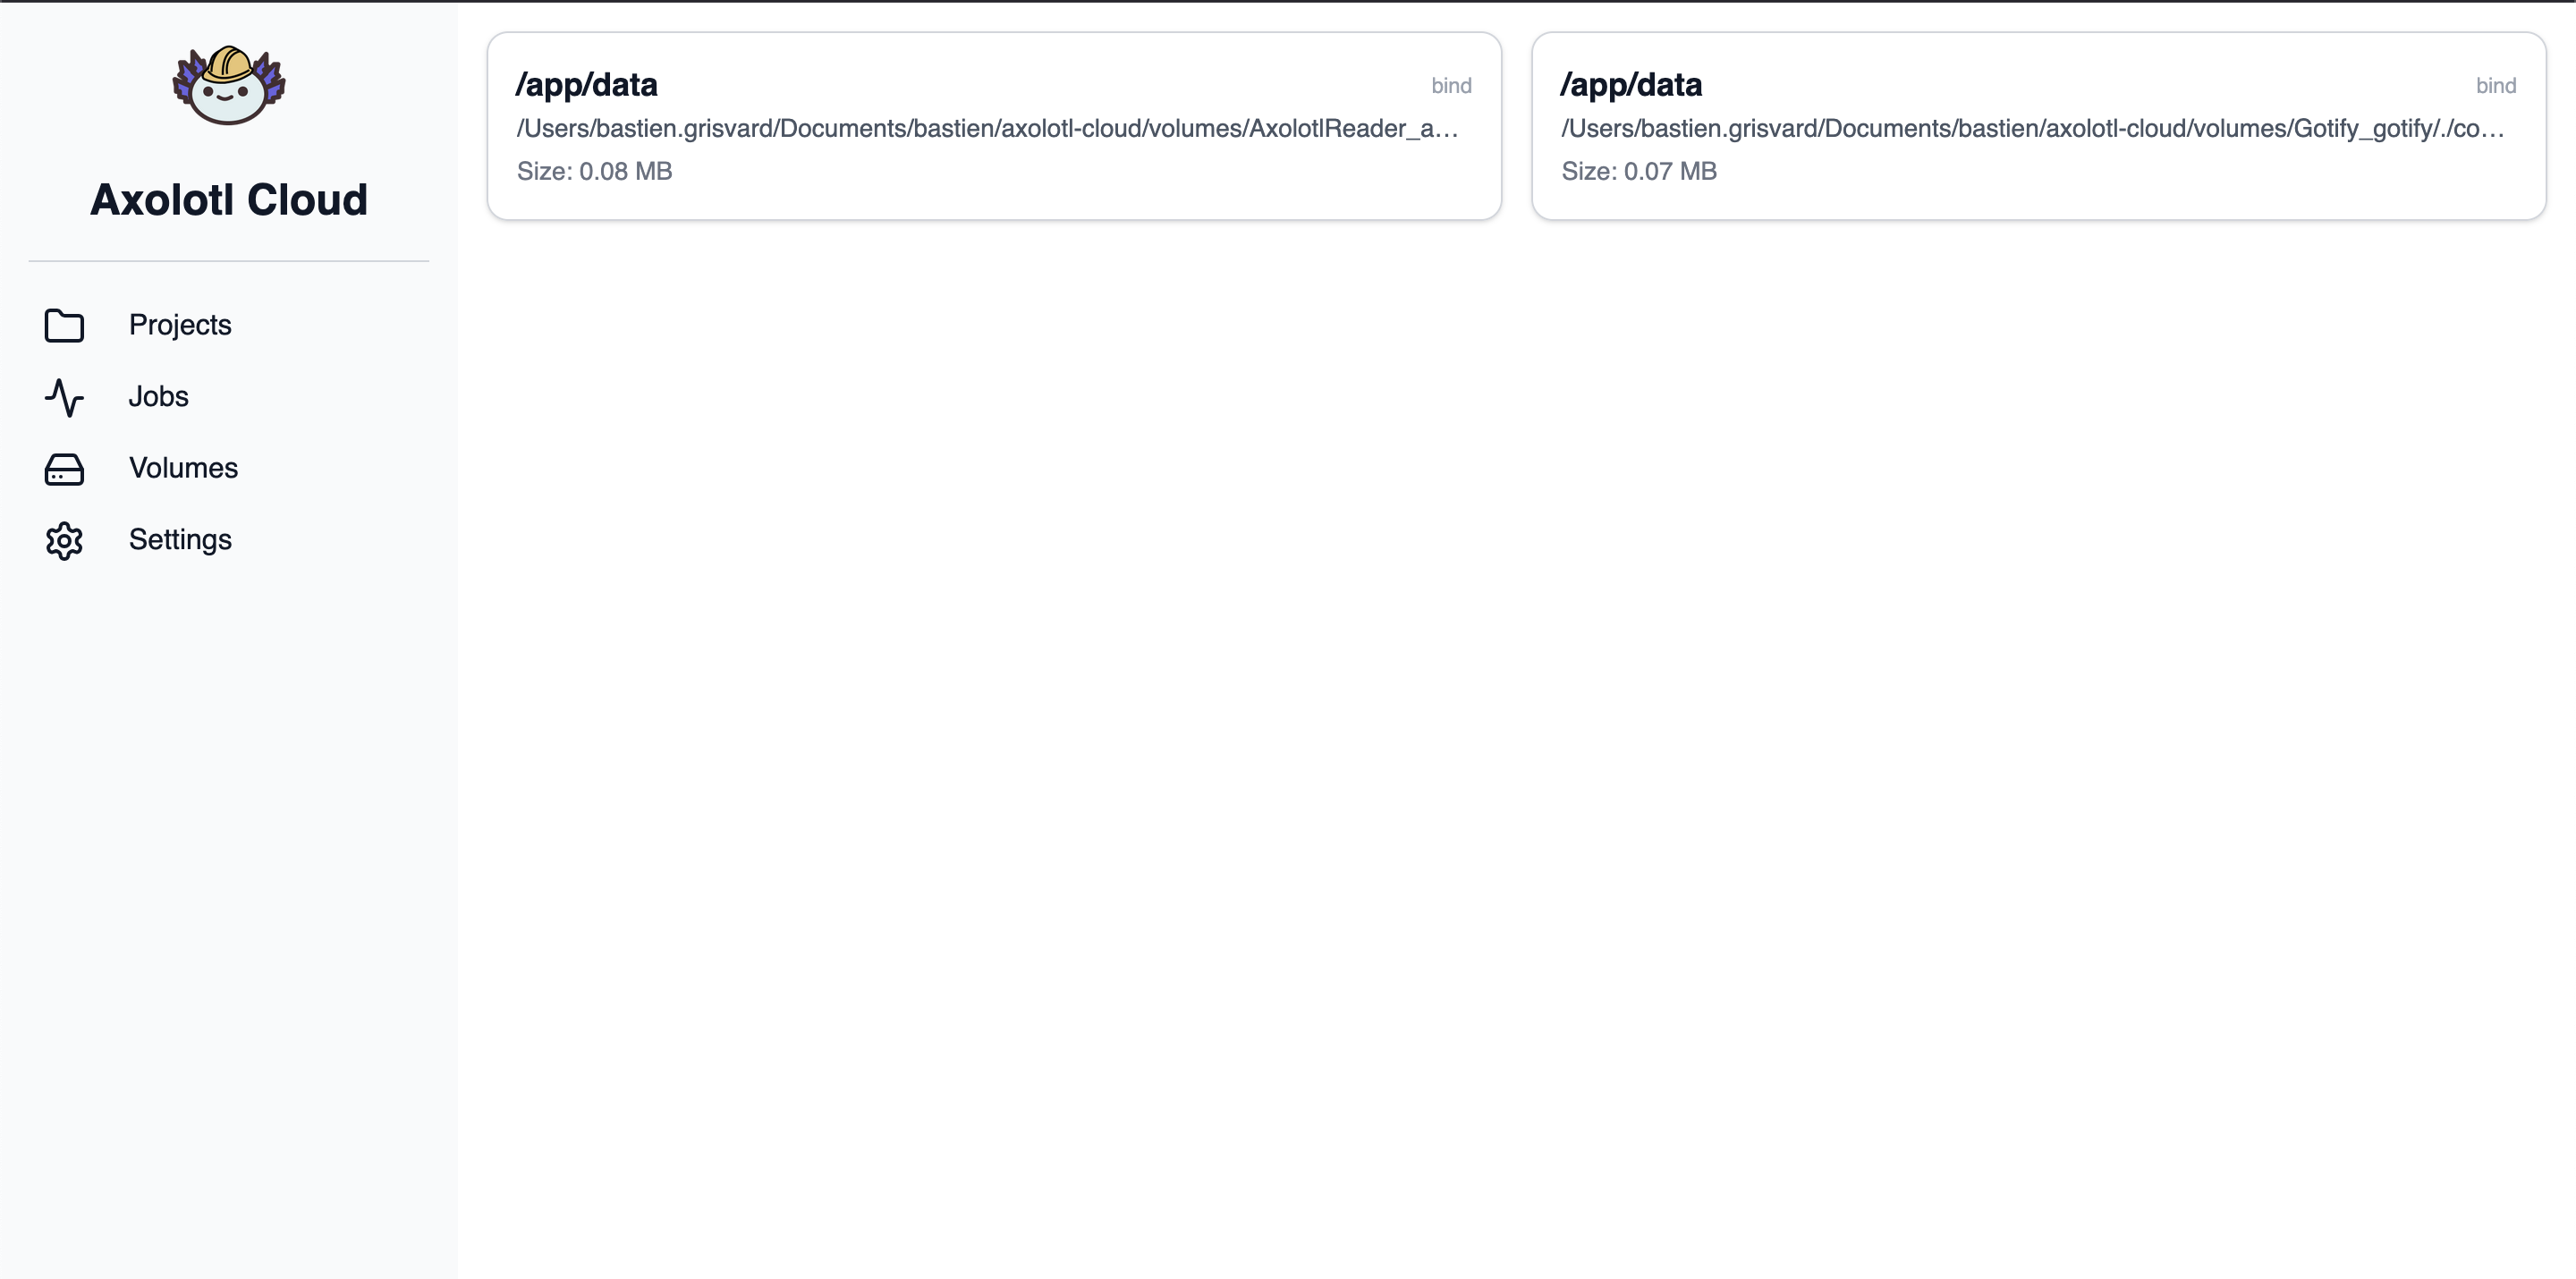 Axolotl Cloud
Projects
Jobs
Volumes
Settings
/app/data
bind
/Users/bastien.grisvard/Documents/bastien/axolotl-cloud/volumes/AxolotlReader_a…
Size: 0.08 MB
/app/data
bind
/Users/bastien.grisvard/Documents/bastien/axolotl-cloud/volumes/Gotify_gotify/./co…
Size: 0.07 MB